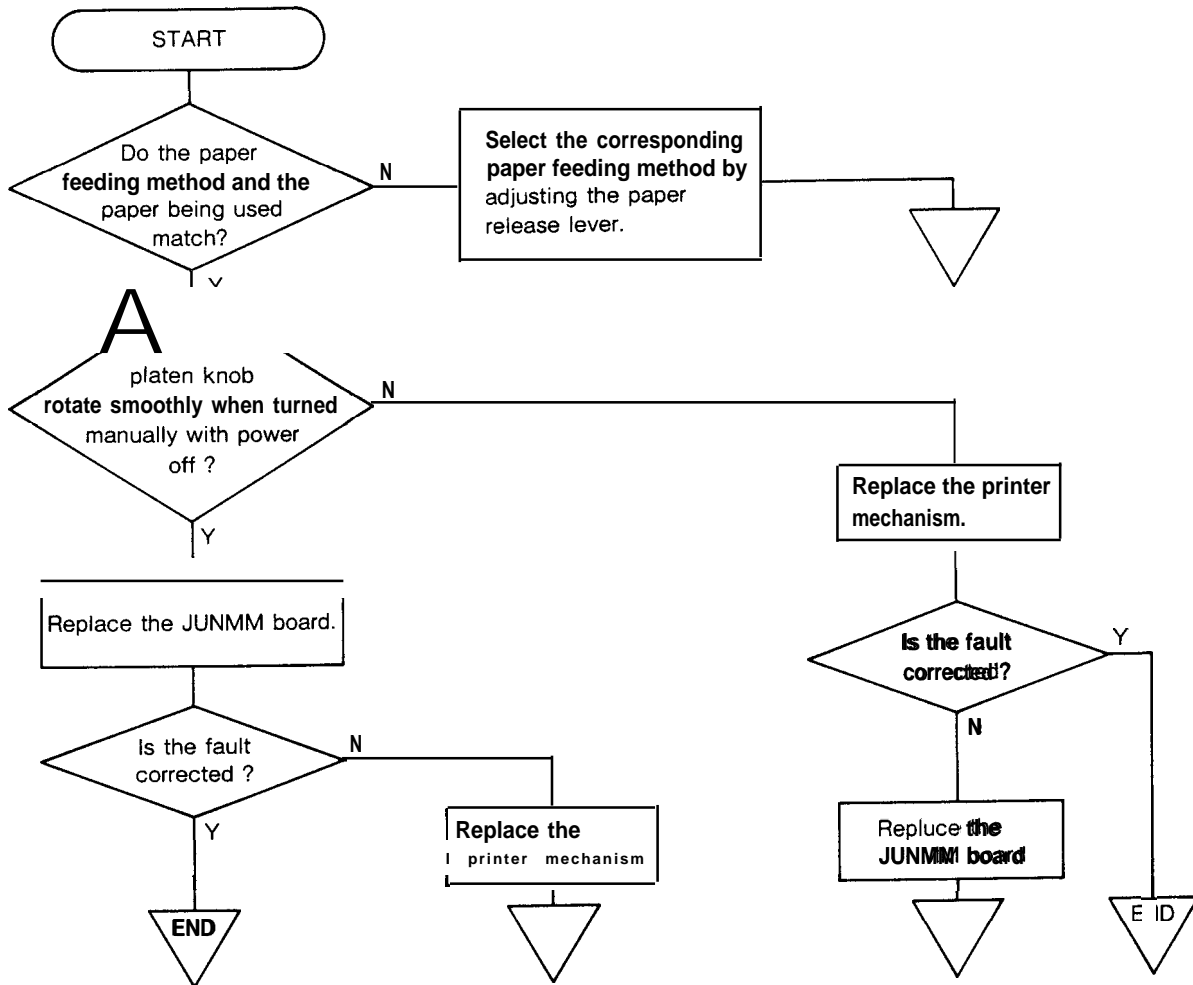 START
Do the paper
feeding method and the
paper being used
match?
N
Select the corresponding
paper feeding method by
adjusting the paper
release lever.
Y
A
platen knob
rotate smoothly when turned
manually with power
off ?
N
Y
Replace the printer
mechanism.
Replace the JUNMM board.
Is the fault
corrected ?
Y
N
Is the fault
corrected ?
N
Y
Replace the
printer mechanism
Repluce the
JUNMM board
END
END